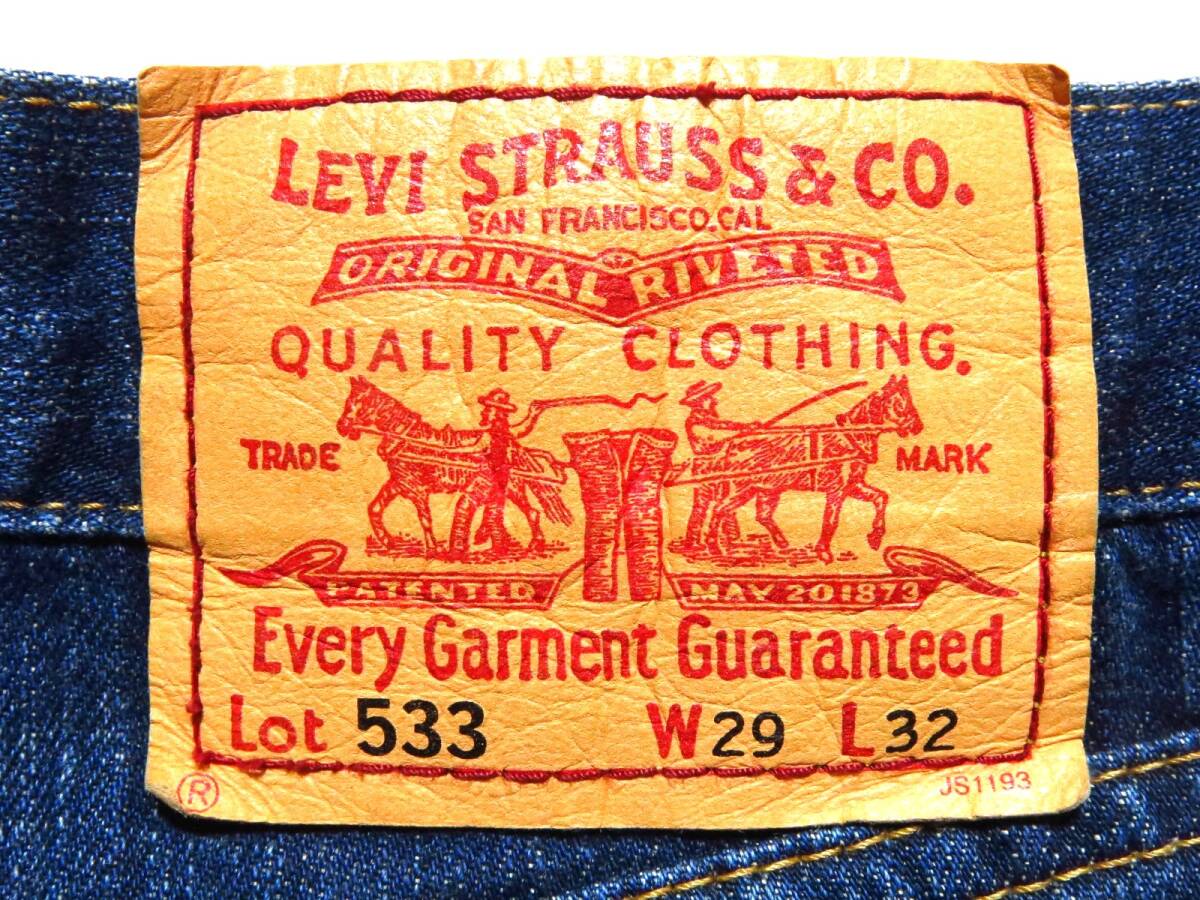 LEVI STRAUSS & CO.
SAN FRANCISCO.CAL
ORIGINAL RIVETED
QUALITY CLOTHING.
TRADE MARK
PATENTED MAY 20 1873
Every Garment Guaranteed
Lot 533 W29 L32
® JS1193